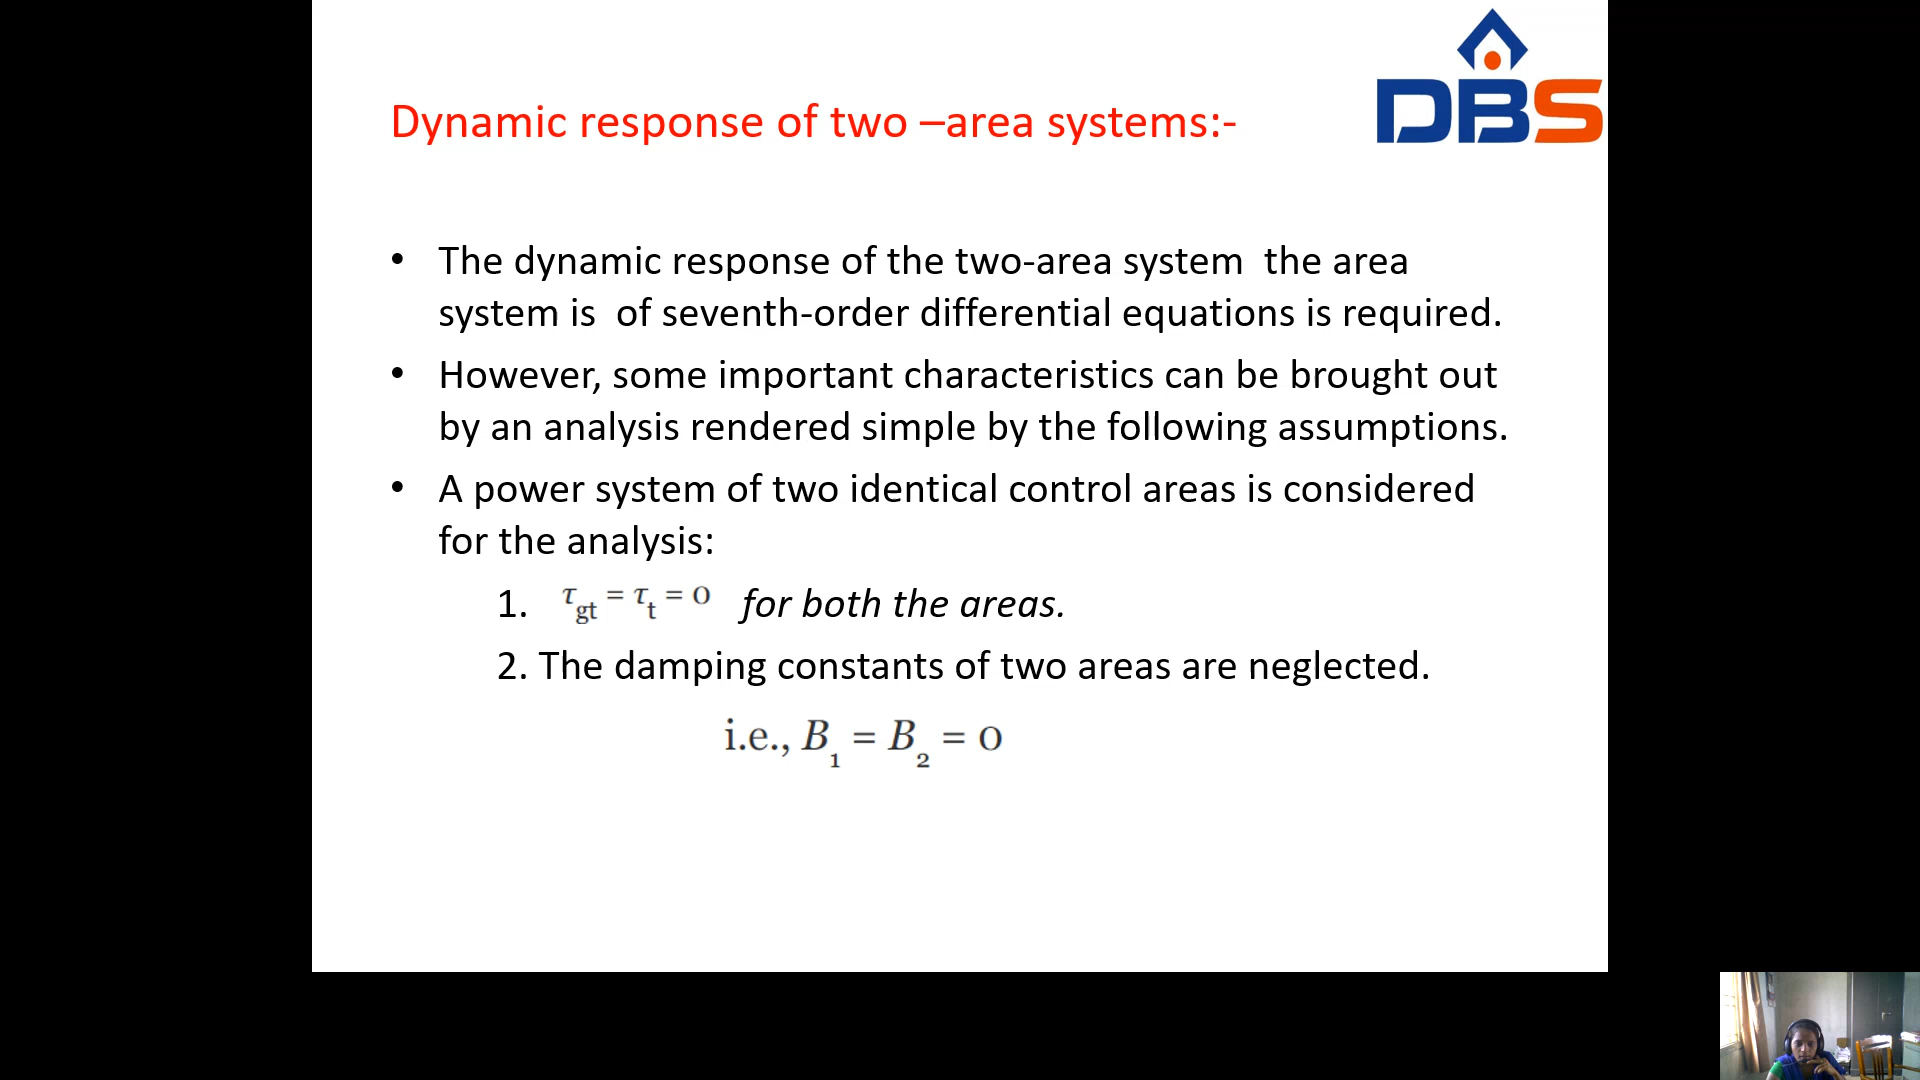 DBS
Dynamic response of two –area systems:-
• The dynamic response of the two-area system  the area
system is  of seventh-order differential equations is required.
• However, some important characteristics can be brought out
by an analysis rendered simple by the following assumptions.
• A power system of two identical control areas is considered
for the analysis:
1. τgt = τt = 0 for both the areas.
2. The damping constants of two areas are neglected.
i.e., B1 = B2 = 0